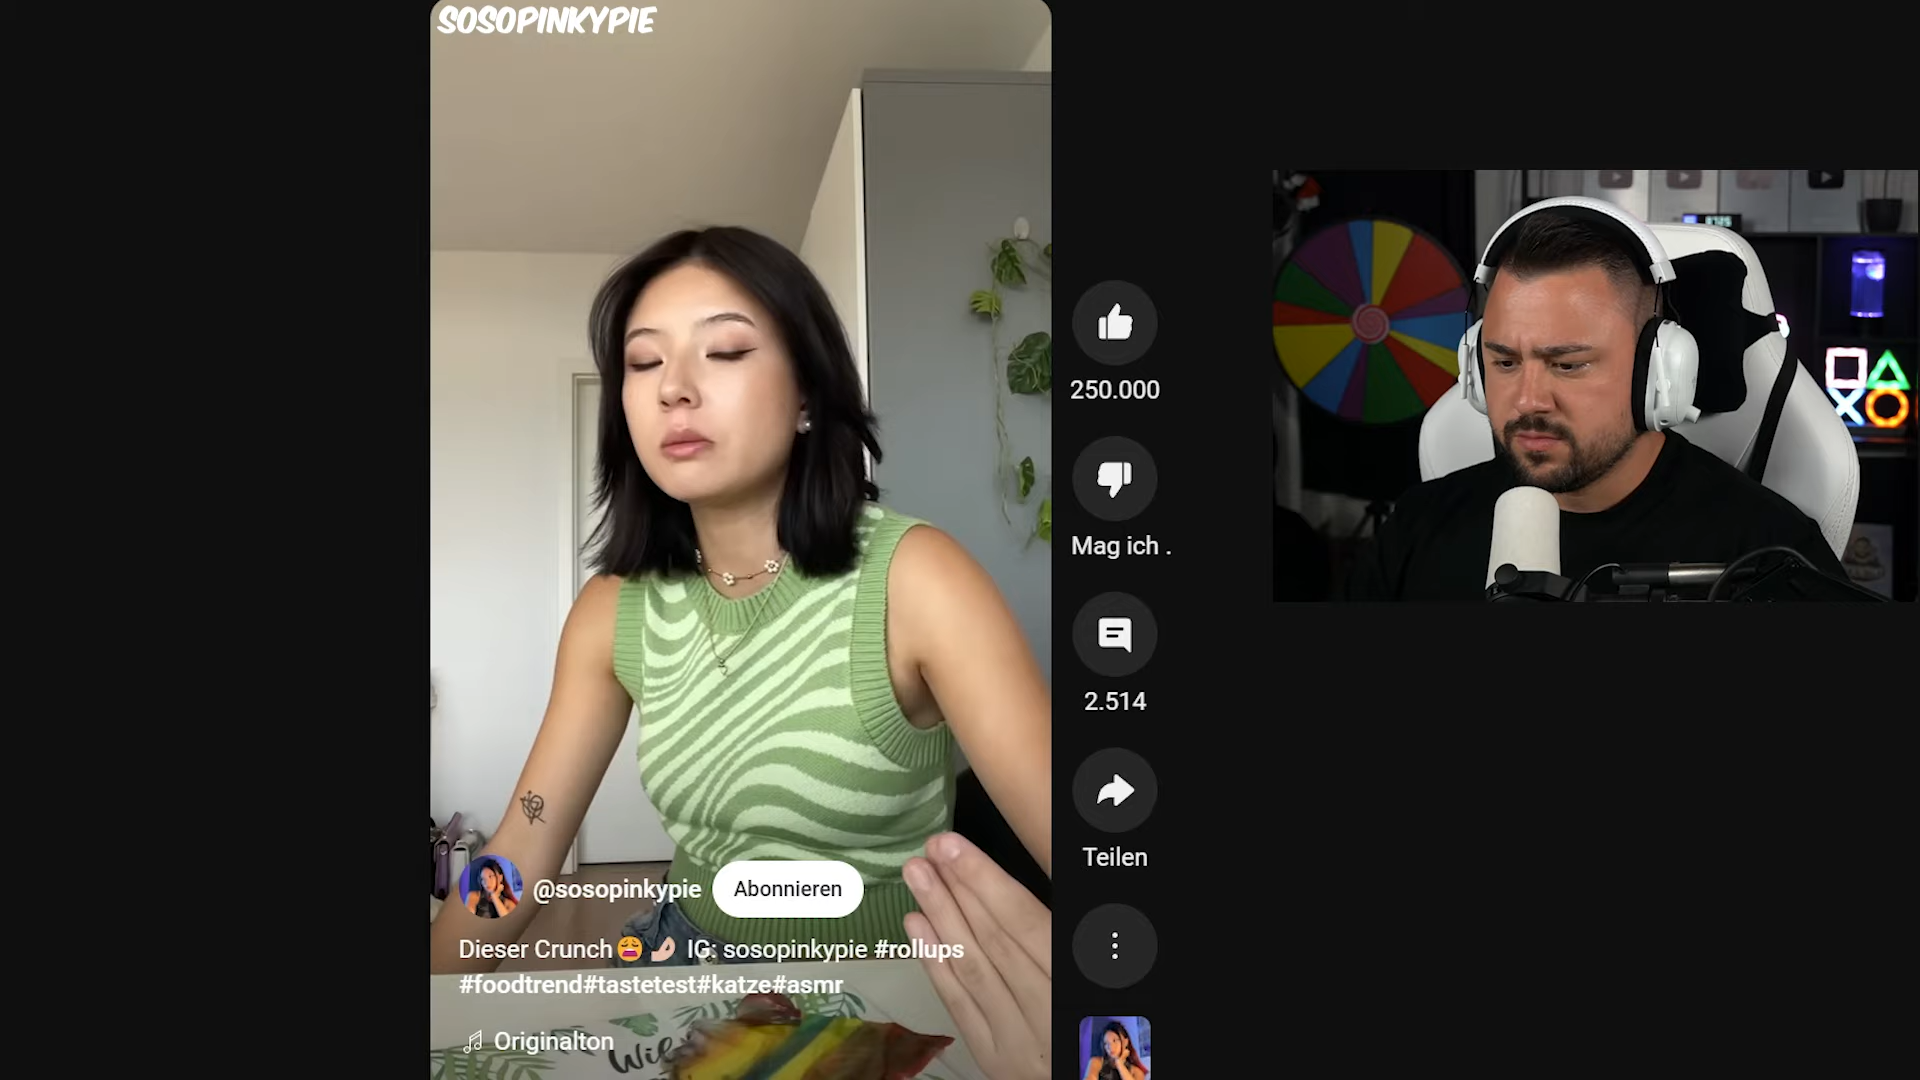 SOSOPINKYPIE
250.000
Mag ich .
2.514
Teilen
@sosopinkypie
Abonnieren
Dieser Crunch😩🤌🏻 IG: sosopinkypie #rollups
#foodtrend#tastetest#katze#asmr
Originalton